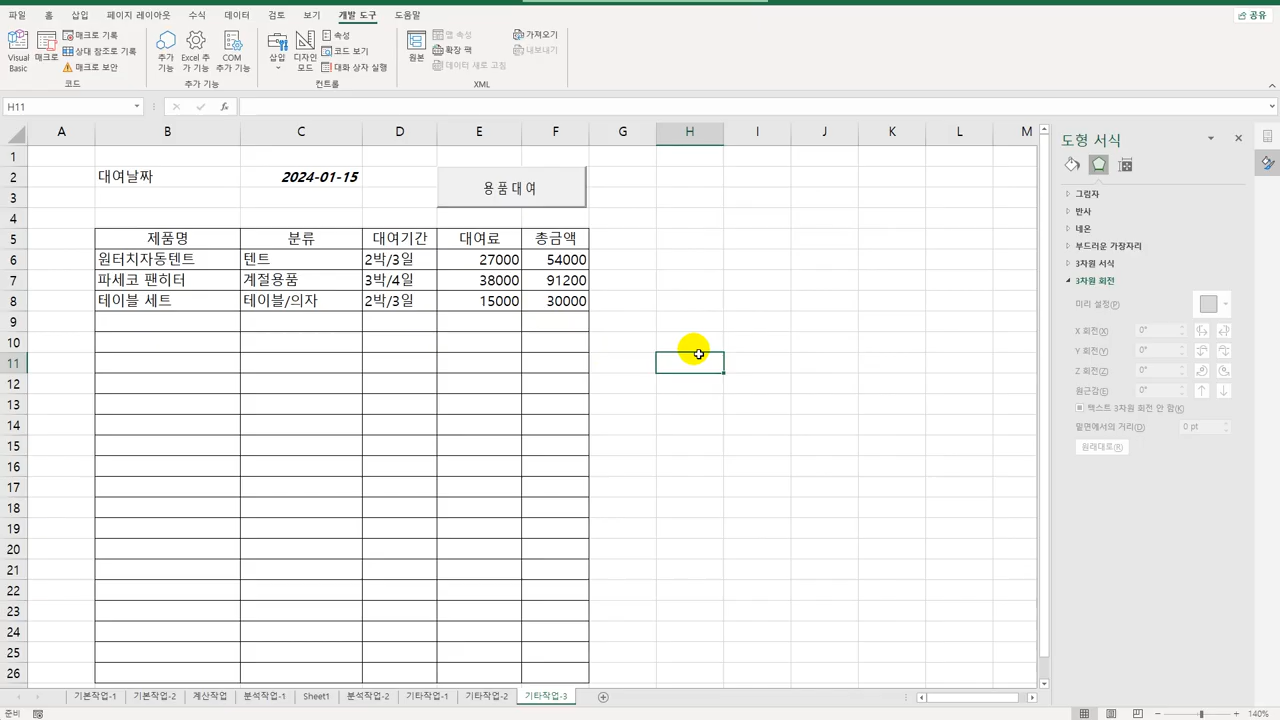 파일 홈 삽입 페이지 레이아웃 수식 데이터 검토 보기 개발 도구 도움말 공유
Visual Basic
매크로
매크로 기록
상대 참조로 기록
매크로 보안
코드
추가 기능
Excel 추가 기능
COM 추가 기능
추가 기능
삽입
디자인 모드
속성
코드 보기
대화 상자 실행
컨트롤
원본
맵 속성
확장 팩
데이터 새로 고침
가져오기
내보내기
XML
H11 fx
A B C D E F G H I J K L M
1
2 대여날짜 2024-01-15 용품대여
3
4
5 제품명 분류 대여기간 대여료 총금액
6 원터치자동텐트 텐트 2박/3일 27000 54000
7 파세코 팬히터 계절용품 3박/4일 38000 91200
8 테이블 세트 테이블/의자 2박/3일 15000 30000
9
10
11
12
13
14
15
16
17
18
19
20
21
22
23
24
25
26
도형 서식
그림자
반사
네온
부드러운 가장자리
3차원 서식
3차원 회전
미리 설정(P)
X 회전(X) 0°
Y 회전(Y) 0°
Z 회전(Z) 0°
원근감(E) 0°
텍스트 3차원 회전 안 함(K)
밑면에서의 거리(D) 0 pt
원래대로(R)
기본작업-1 기본작업-2 계산작업 분석작업-1 Sheet1 분석작업-2 기타작업-1 기타작업-2 기타작업-3
준비 140%